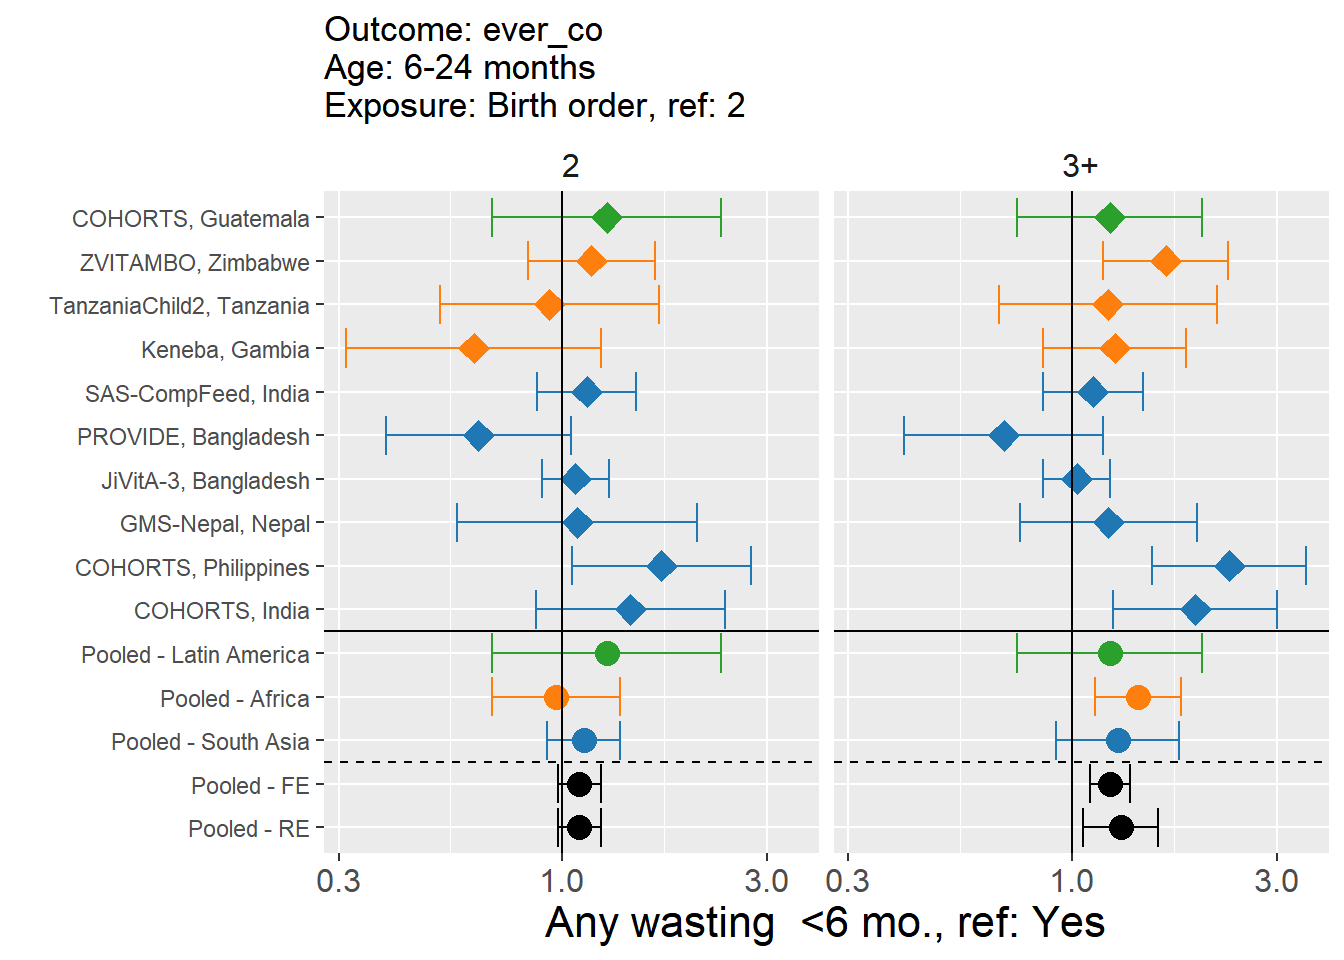 Outcome: ever_co
Age: 6-24 months
Exposure: Birth order, ref: 2
2
3+
COHORTS, Guatemala
ZVITAMBO, Zimbabwe
TanzaniaChild2, Tanzania
Keneba, Gambia
SAS-CompFeed, India
PROVIDE, Bangladesh
JiVitA-3, Bangladesh
GMS-Nepal, Nepal
COHORTS, Philippines
COHORTS, India
Pooled - Latin America
Pooled - Africa
Pooled - South Asia
Pooled - FE
Pooled - RE
0.3 1.0 3.0 0.3 1.0 3.0
Any wasting  <6 mo., ref: Yes